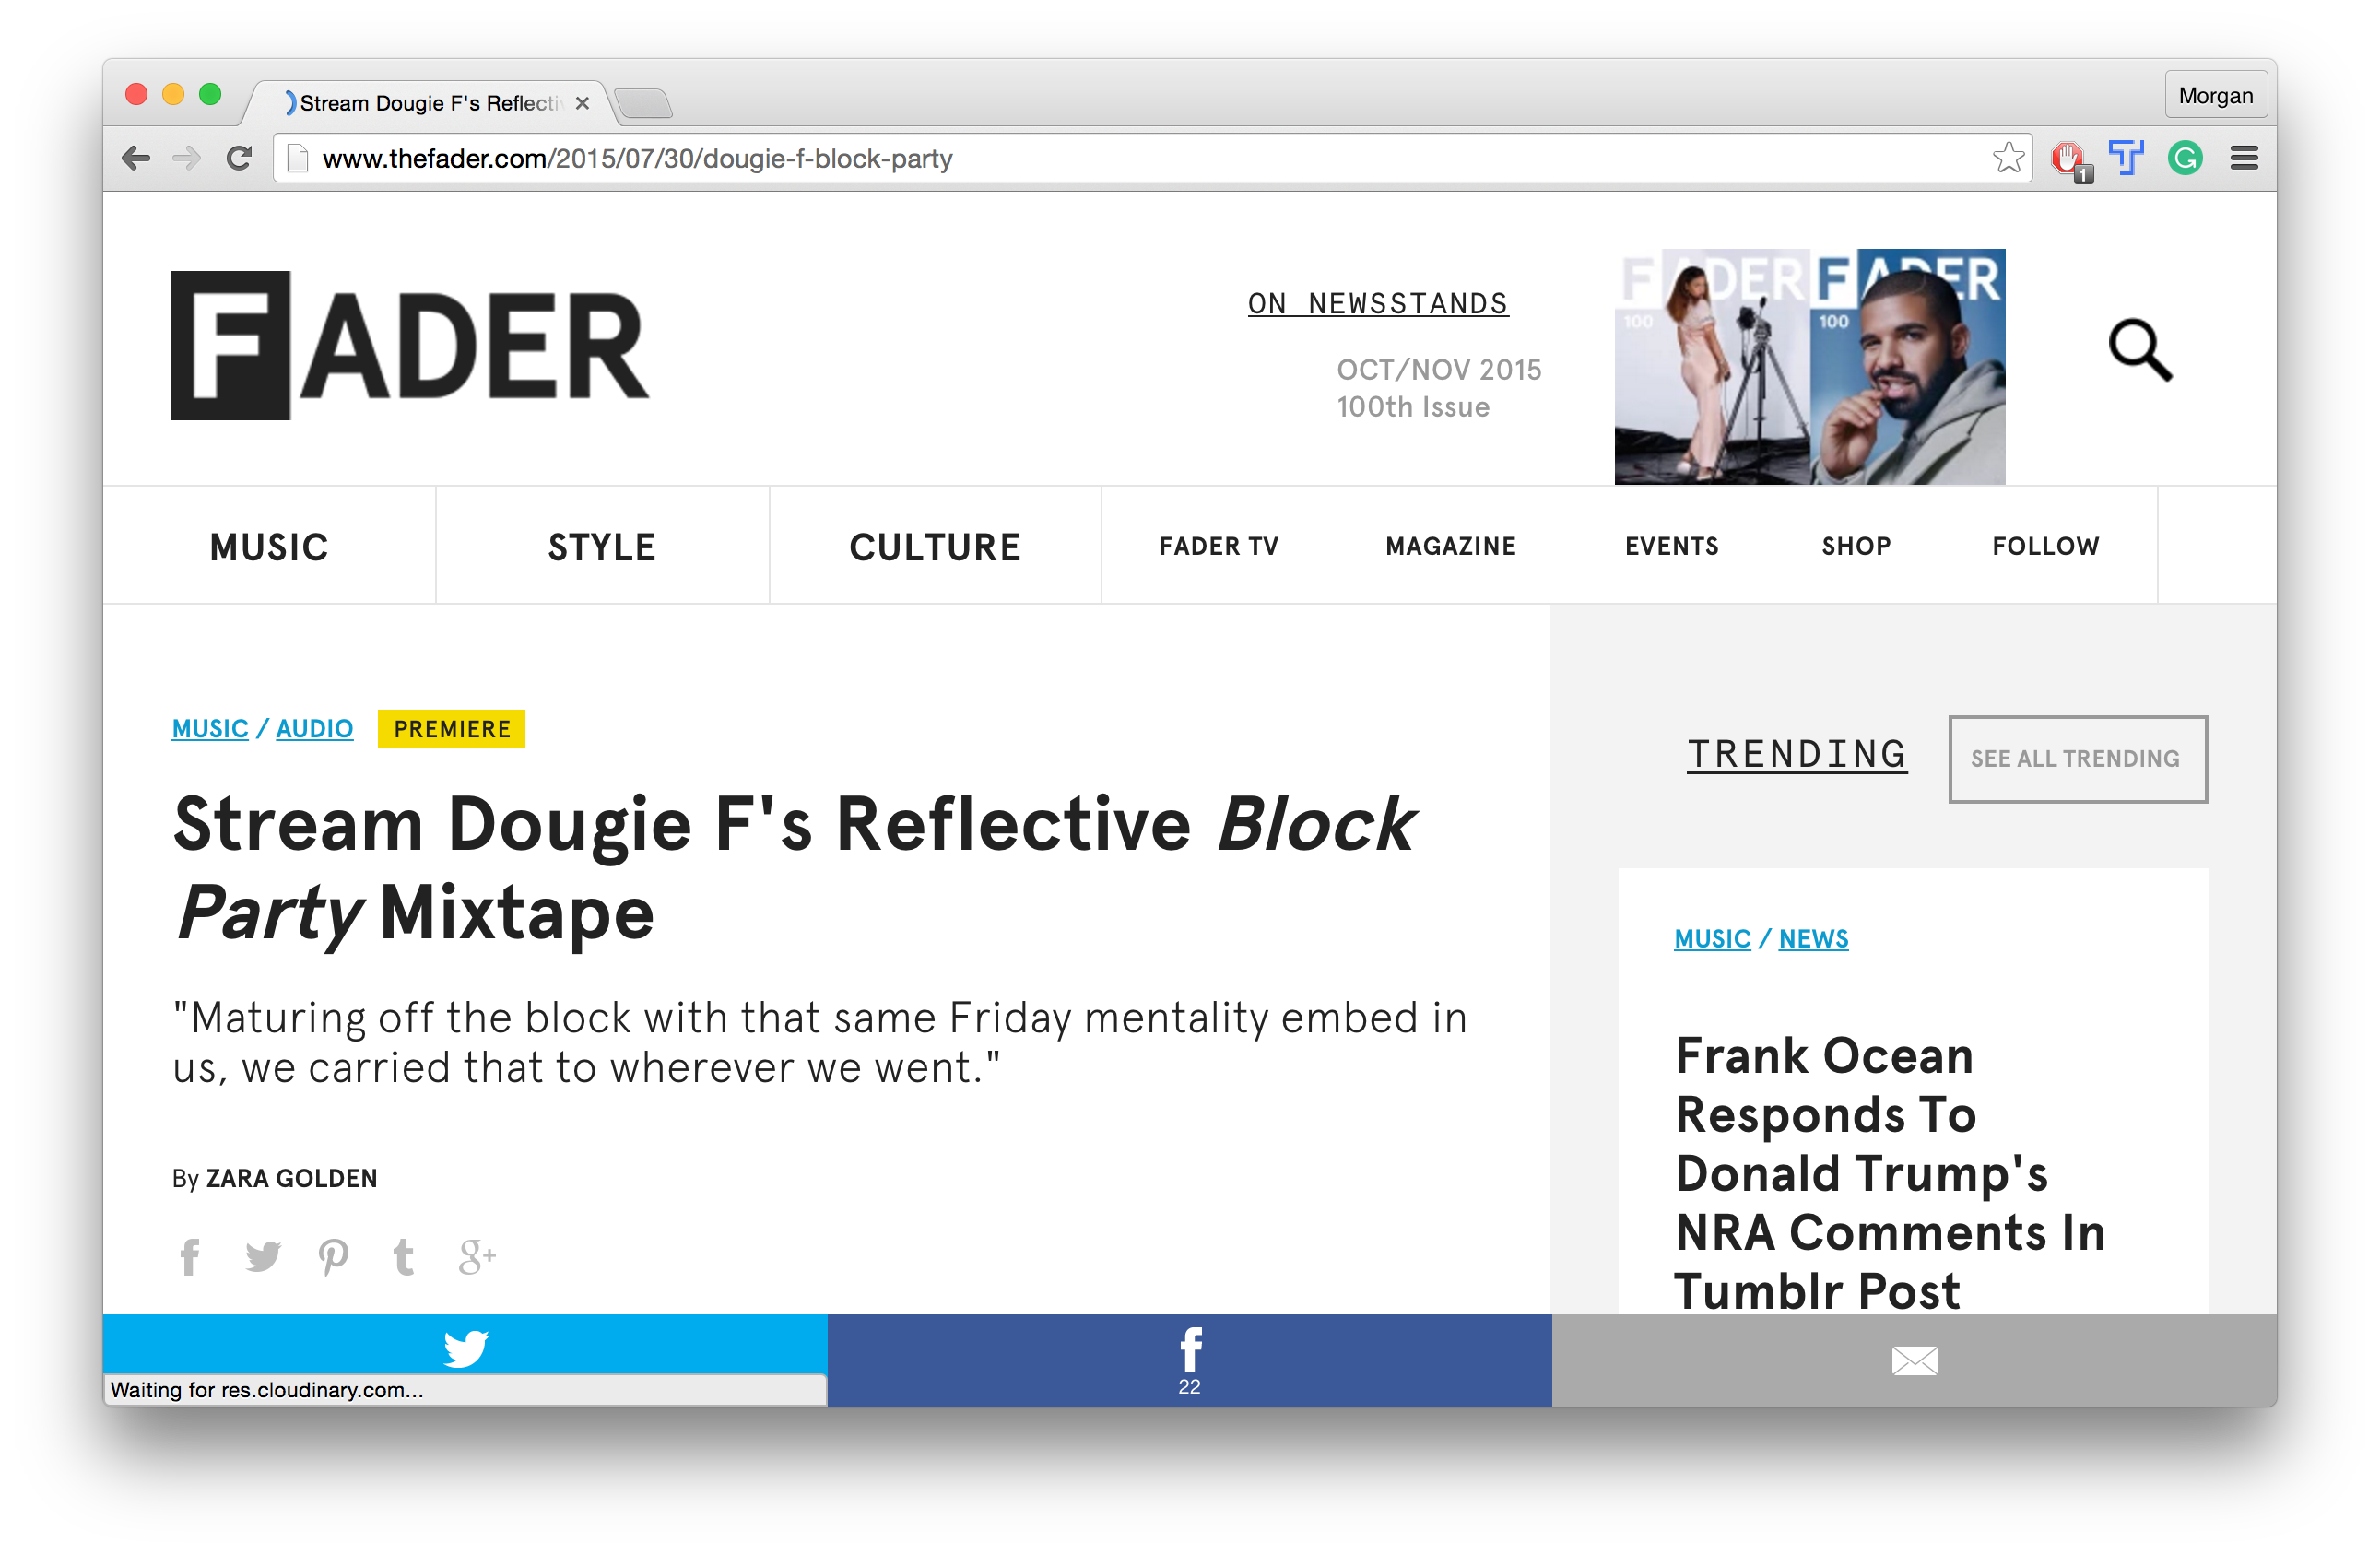 Stream Dougie F's Reflecti
Morgan
www.thefader.com/2015/07/30/dougie-f-block-party
1
FADER
ON NEWSSTANDS
OCT/NOV 2015
100th Issue
FADER
100
FADER
100
MUSIC
STYLE
CULTURE
FADER TV
MAGAZINE
EVENTS
SHOP
FOLLOW
MUSIC / AUDIO
PREMIERE
Stream Dougie F's Reflective Block
Party Mixtape
"Maturing off the block with that same Friday mentality embed in
us, we carried that to wherever we went."
By ZARA GOLDEN
TRENDING
SEE ALL TRENDING
MUSIC / NEWS
Frank Ocean
Responds To
Donald Trump's
NRA Comments In
Tumblr Post
22
Waiting for res.cloudinary.com...